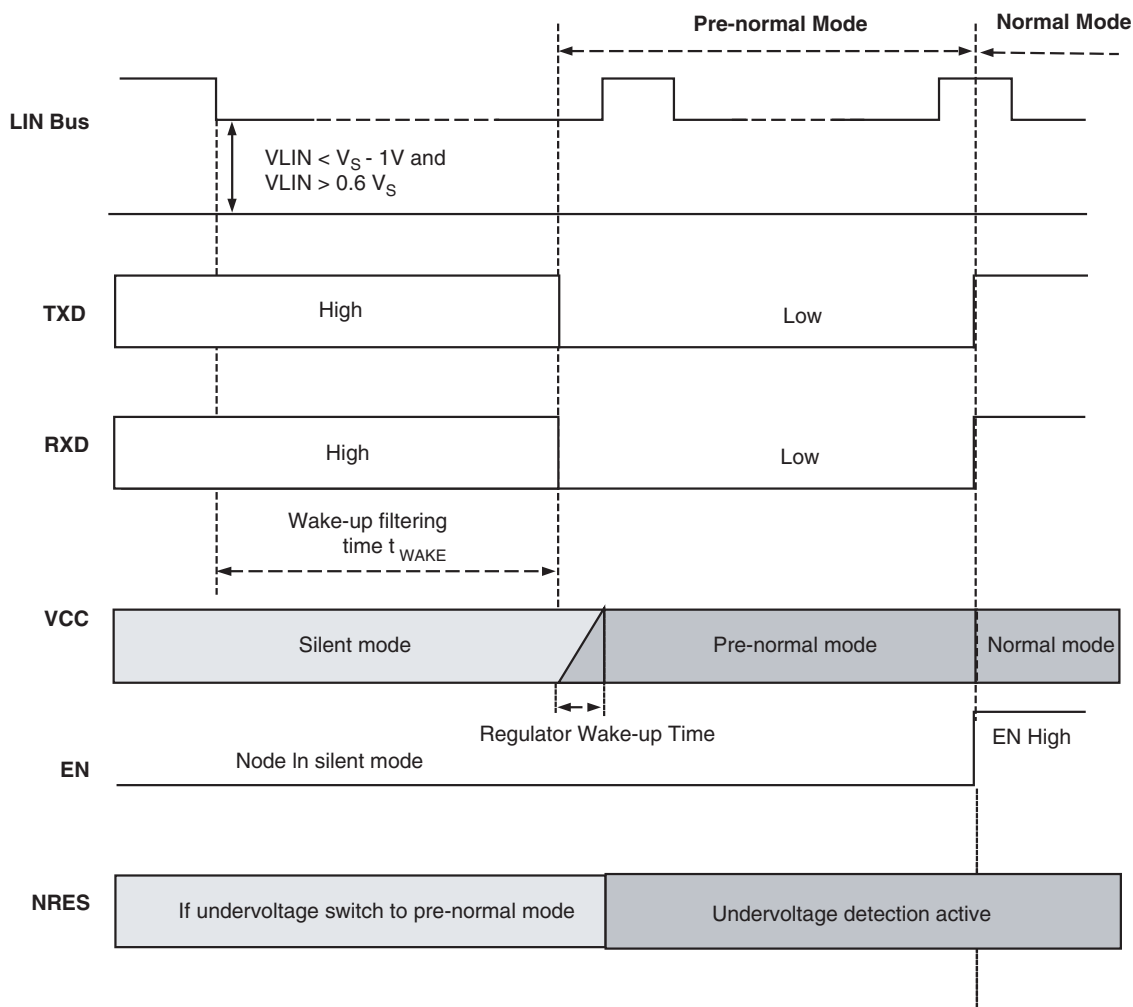 Pre-normal Mode
Normal Mode
LIN Bus
VLIN < VS - 1V and
VLIN > 0.6 VS
TXD
High
Low
RXD
High
Low
Wake-up filtering
time tWAKE
VCC
Silent mode
Pre-normal mode
Normal mode
Regulator Wake-up Time
EN High
EN
Node In silent mode
NRES
If undervoltage switch to pre-normal mode
Undervoltage detection active